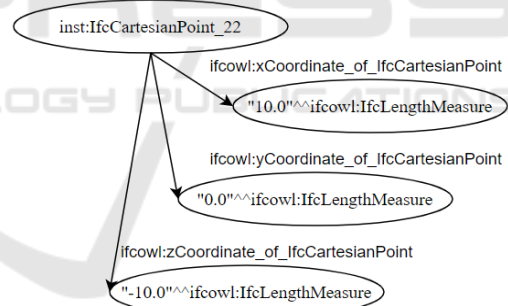 inst:IfcCartesianPoint_22
ifcowl:xCoordinate_of_IfcCartesianPoint
"10.0"^^ifcowl:IfcLengthMeasure
ifcowl:yCoordinate_of_IfcCartesianPoint
"0.0"^^ifcowl:IfcLengthMeasure
ifcowl:zCoordinate_of_IfcCartesianPoint
"-10.0"^^ifcowl:IfcLengthMeasure